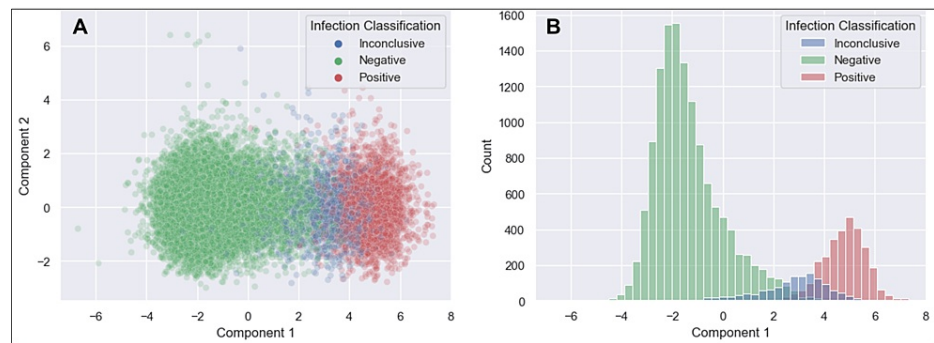 A
Infection Classification
Inconclusive
Negative
Positive
6
4
2
0
−2
Component 2
−6
−4
−2
0
2
4
6
8
Component 1
B
Infection Classification
Inconclusive
Negative
Positive
1600
1400
1200
1000
800
600
400
200
0
Count
−6
−4
−2
0
2
4
6
8
Component 1